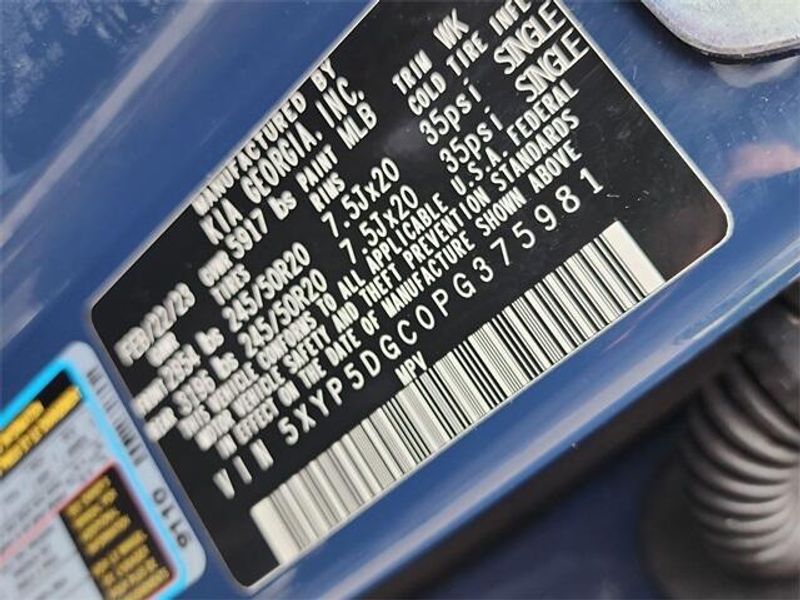 MANUFACTURED BY
KIA GEORGIA, INC.
FEB/22/23 GVWR 5917 lbs PAINT MLB TRIM WK
GAWR TIRES RIMS COLD TIRE INFL
FRONT 2954 lbs 245/50R20 7.5Jx20 35psi SINGLE
REAR 3196 lbs 245/50R20 7.5Jx20 35psi SINGLE
THIS VEHICLE CONFORMS TO ALL APPLICABLE U.S.A. FEDERAL
MOTOR VEHICLE SAFETY AND THEFT PREVENTION STANDARDS
IN EFFECT ON THE DATE OF MANUFACTURE SHOWN ABOVE
VIN 5XYP5DGC0PG375981
MPV
9110